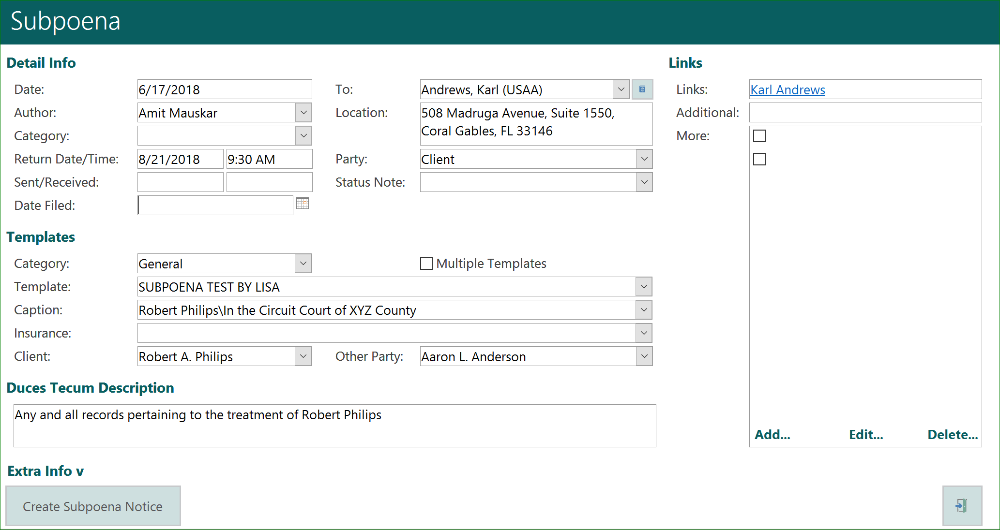 Subpoena
Detail Info
Date: 6/17/2018
Author: Amit Mauskar
Category:
Return Date/Time: 8/21/2018 9:30 AM
Sent/Received:
Date Filed:
To: Andrews, Karl (USAA)
Location: 508 Madruga Avenue, Suite 1550,
Coral Gables, FL 33146
Party: Client
Status Note:
Templates
Category: General
Multiple Templates
Template: SUBPOENA TEST BY LISA
Caption: Robert Philips\In the Circuit Court of XYZ County
Insurance:
Client: Robert A. Philips
Other Party: Aaron L. Anderson
Duces Tecum Description
Any and all records pertaining to the treatment of Robert Philips
Extra Info v
Create Subpoena Notice
Links
Links: Karl Andrews
Additional:
More:
Add... Edit... Delete...